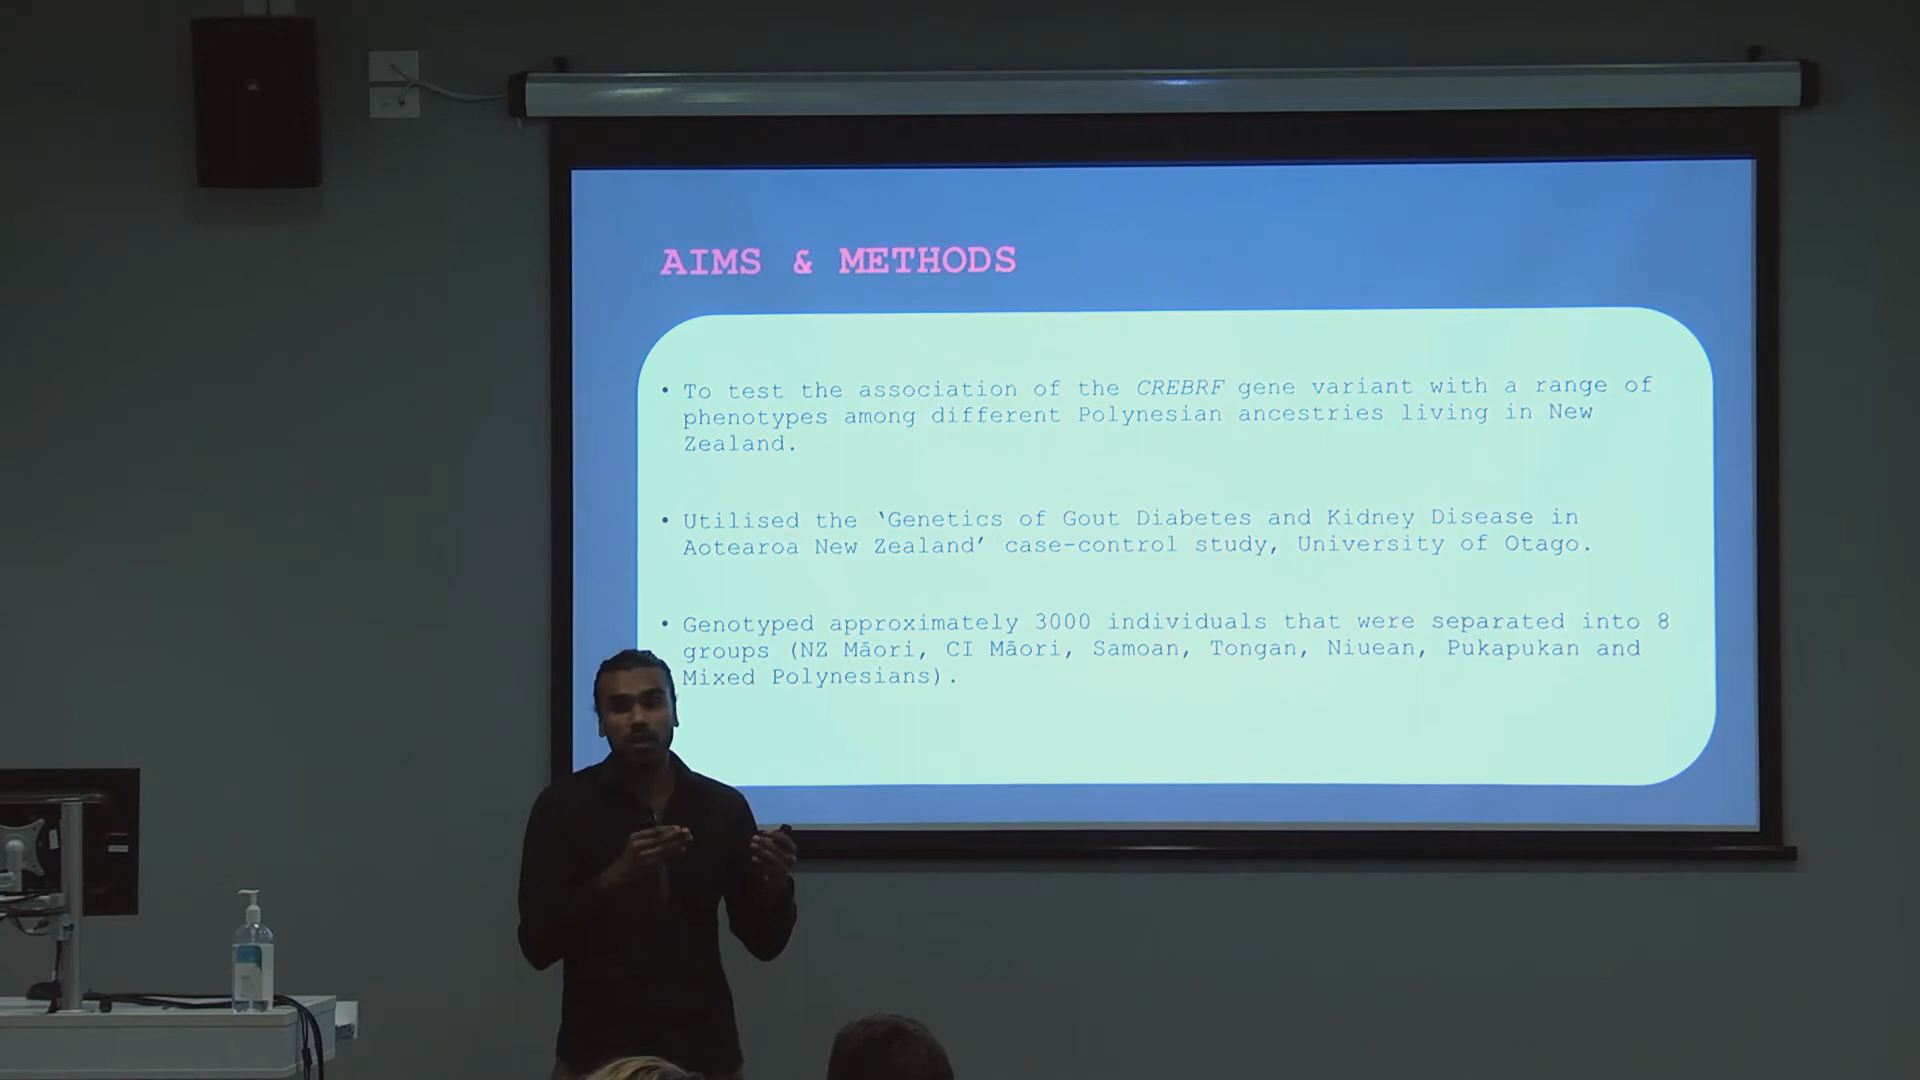 AIMS & METHODS
• To test the association of the CREBRF gene variant with a range of
phenotypes among different Polynesian ancestries living in New
Zealand.
• Utilised the ‘Genetics of Gout Diabetes and Kidney Disease in
Aotearoa New Zealand’ case-control study, University of Otago.
• Genotyped approximately 3000 individuals that were separated into 8
groups (NZ Māori, CI Māori, Samoan, Tongan, Niuean, Pukapukan and
Mixed Polynesians).